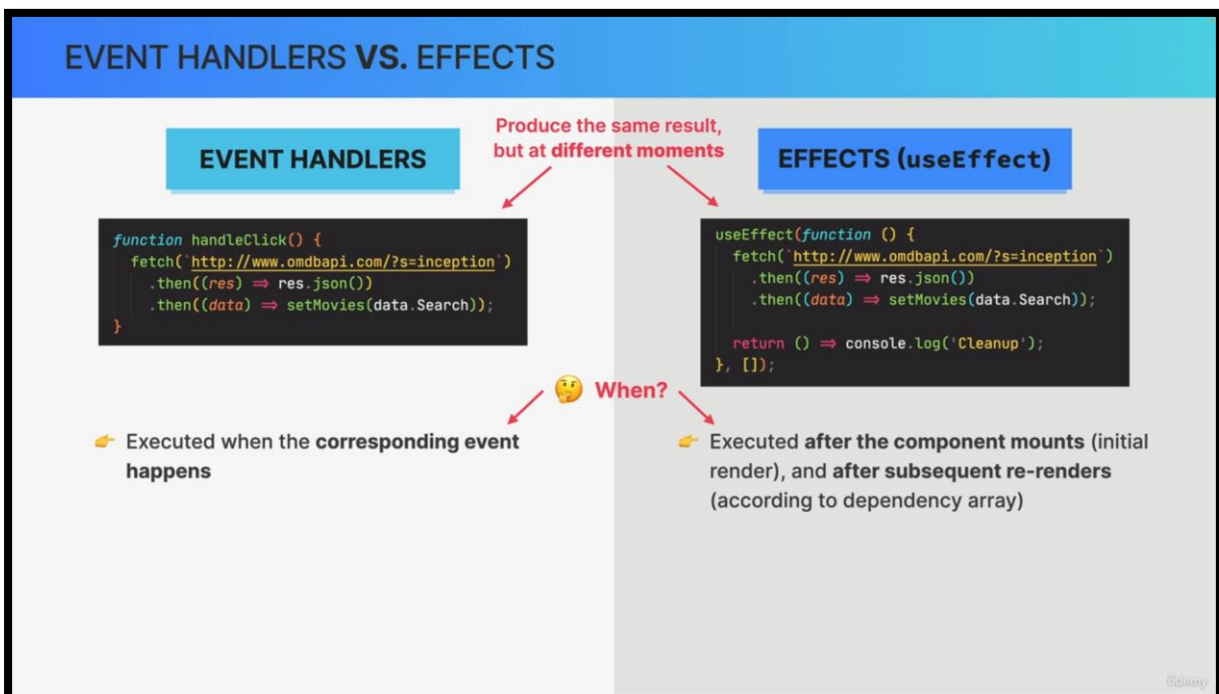 EVENT HANDLERS VS. EFFECTS
Produce the same result,
but at different moments
EVENT HANDLERS
function handleClick() {
fetch(`http://www.omdbapi.com/?s=inception`)
.then((res) ⇒ res.json())
.then((data) ⇒ setMovies(data.Search));
}
EFFECTS (useEffect)
useEffect(function () {
fetch(`http://www.omdbapi.com/?s=inception`)
.then((res) ⇒ res.json())
.then((data) ⇒ setMovies(data.Search));
return () ⇒ console.log('Cleanup');
}, []);
🤔 When?
👉 Executed when the corresponding event
happens
👉 Executed after the component mounts (initial
render), and after subsequent re-renders
(according to dependency array)
Udemy